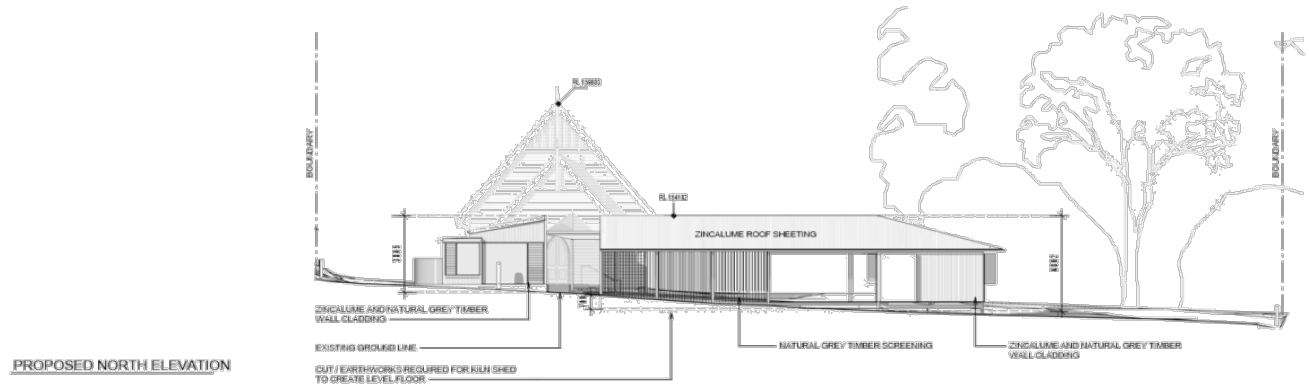 BOUNDARY
BOUNDARY
ZINCALUME ROOF SHEETING
ZINCALUME AND NATURAL GREY TIMBER
WALL CLADDING
EXISTING GROUND LINE
CUT / EARTHWORKS REQUIRED FOR KILN SHED
TO CREATE LEVEL FLOOR
NATURAL GREY TIMBER SCREENING
ZINCALUME AND NATURAL GREY TIMBER
WALL CLADDING
PROPOSED NORTH ELEVATION